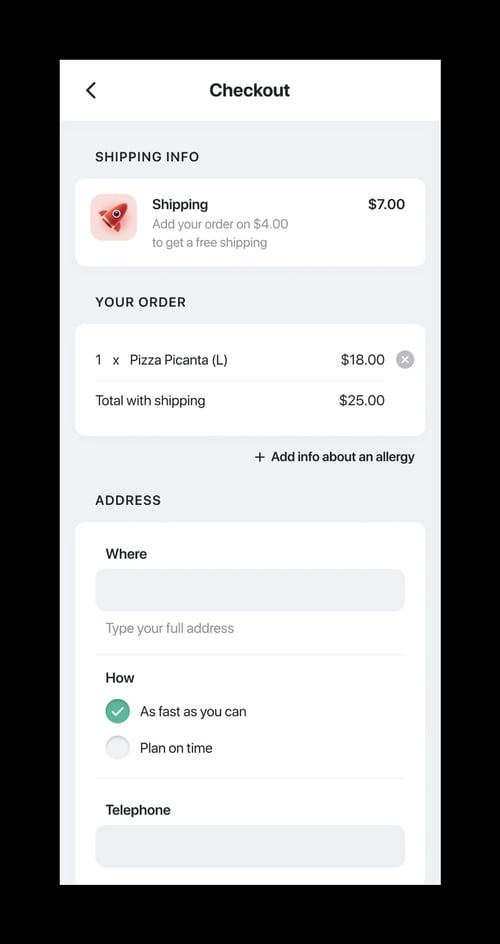 Checkout
SHIPPING INFO
Shipping $7.00
Add your order on $4.00
to get a free shipping
YOUR ORDER
1 x Pizza Picanta (L) $18.00
Total with shipping $25.00
+ Add info about an allergy
ADDRESS
Where
Type your full address
How
As fast as you can
Plan on time
Telephone